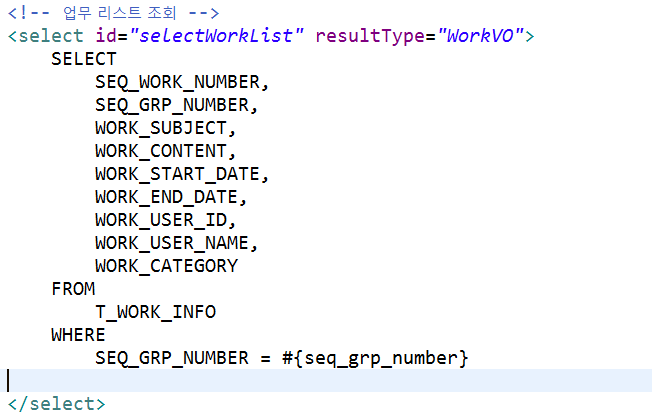 <!-- 업무 리스트 조회 -->
<select id="selectWorkList" resultType="WorkVO">
SELECT
SEQ_WORK_NUMBER,
SEQ_GRP_NUMBER,
WORK_SUBJECT,
WORK_CONTENT,
WORK_START_DATE,
WORK_END_DATE,
WORK_USER_ID,
WORK_USER_NAME,
WORK_CATEGORY
FROM
T_WORK_INFO
WHERE
SEQ_GRP_NUMBER = #{seq_grp_number}
</select>